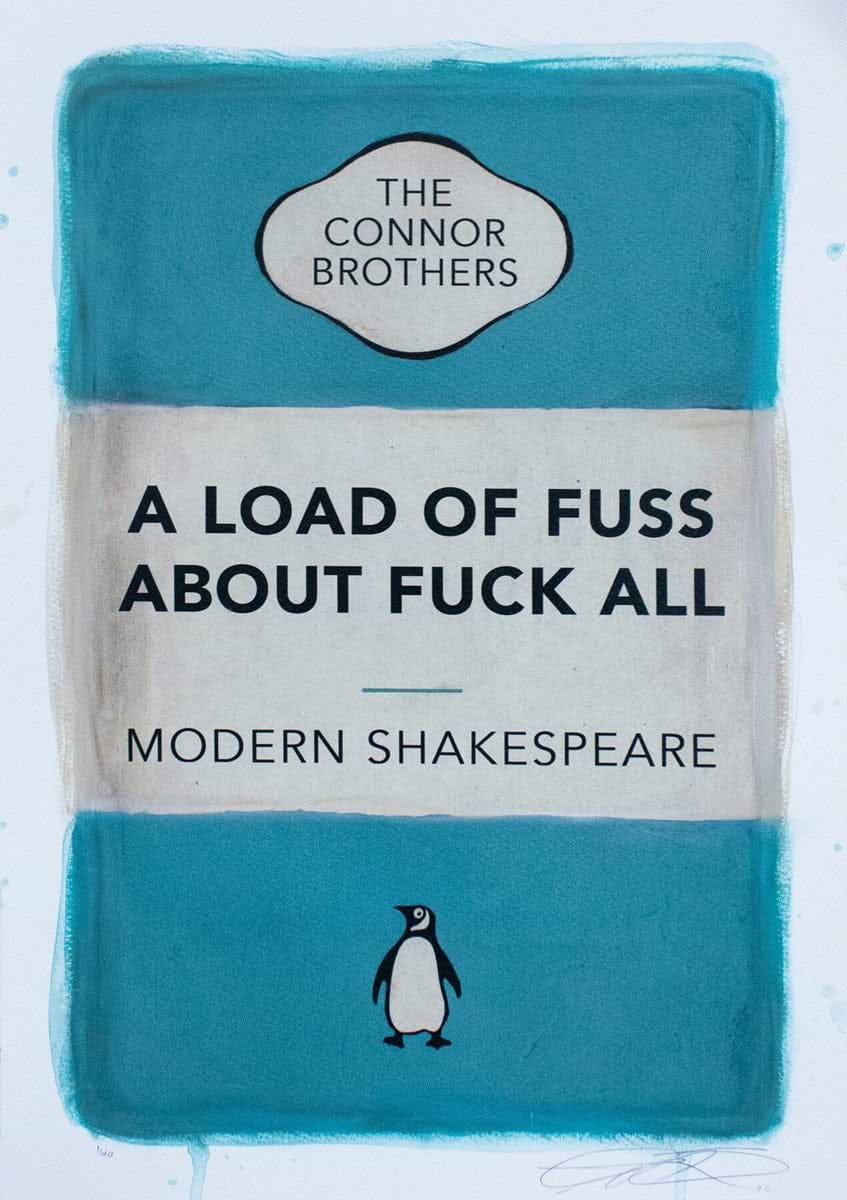 THE
CONNOR
BROTHERS
A LOAD OF FUSS
ABOUT FUCK ALL
MODERN SHAKESPEARE